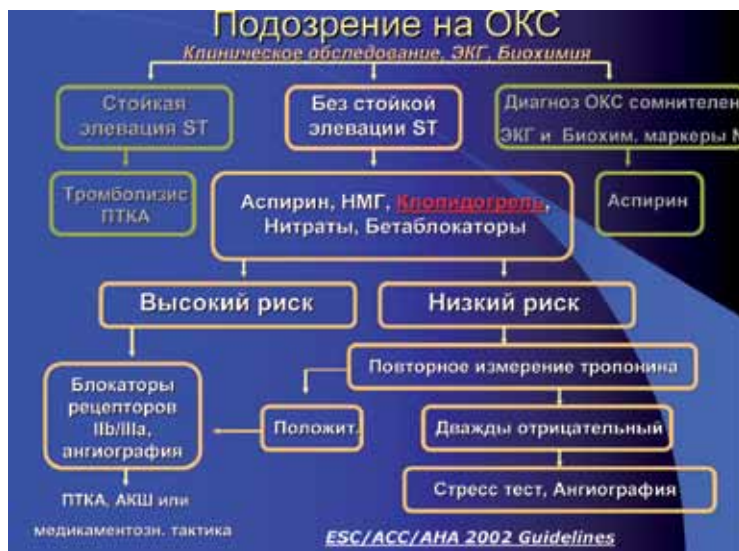 Подозрение на ОКС
Клиническое обследование, ЭКГ, Биохимия
Стойкая
элевация ST
Без стойкой
элевации ST
Диагноз ОКС сомнителен
ЭКГ и Биохим. маркеры N
Тромболизис
ПТКА
Аспирин, НМГ, Клопидогрель,
Нитраты, Бетаблокаторы
Аспирин
Высокий риск
Низкий риск
Повторное измерение тропонина
Блокаторы
рецепторов
IIb/IIIa,
ангиография
Положит.
Дважды отрицательный
Стресс тест, Ангиография
ПТКА, АКШ или
медикаментозн. тактика
ESC/ACC/AHA 2002 Guidelines